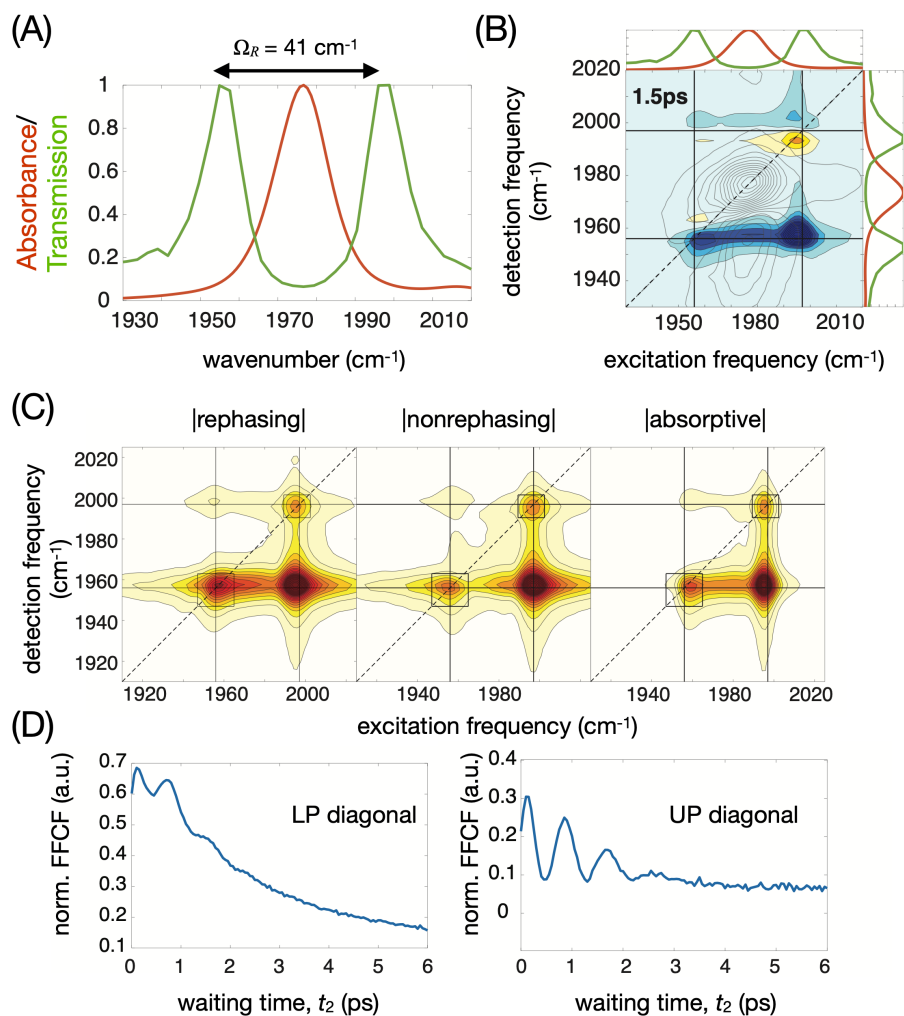 (A)
Ω_R = 41 cm⁻¹
Absorbance/
Transmission
1
0.8
0.6
0.4
0.2
0
1930
1950
1970
1990
2010
wavenumber (cm⁻¹)
(B)
1.5ps
detection frequency
(cm⁻¹)
2020
2000
1980
1960
1940
1950
1980
2010
excitation frequency (cm⁻¹)
(C)
|rephasing|
|nonrephasing|
|absorptive|
detection frequency
(cm⁻¹)
2020
2000
1980
1960
1940
1920
1920
1960
2000
1940
1980
1940
1980
2020
excitation frequency (cm⁻¹)
(D)
norm. FFCF (a.u.)
0.7
0.6
0.5
0.4
0.3
0.2
0.1
LP diagonal
0
1
2
3
4
5
6
waiting time, t₂ (ps)
norm. FFCF (a.u.)
0.4
0.3
0.2
0.1
0
UP diagonal
0
1
2
3
4
5
6
waiting time, t₂ (ps)